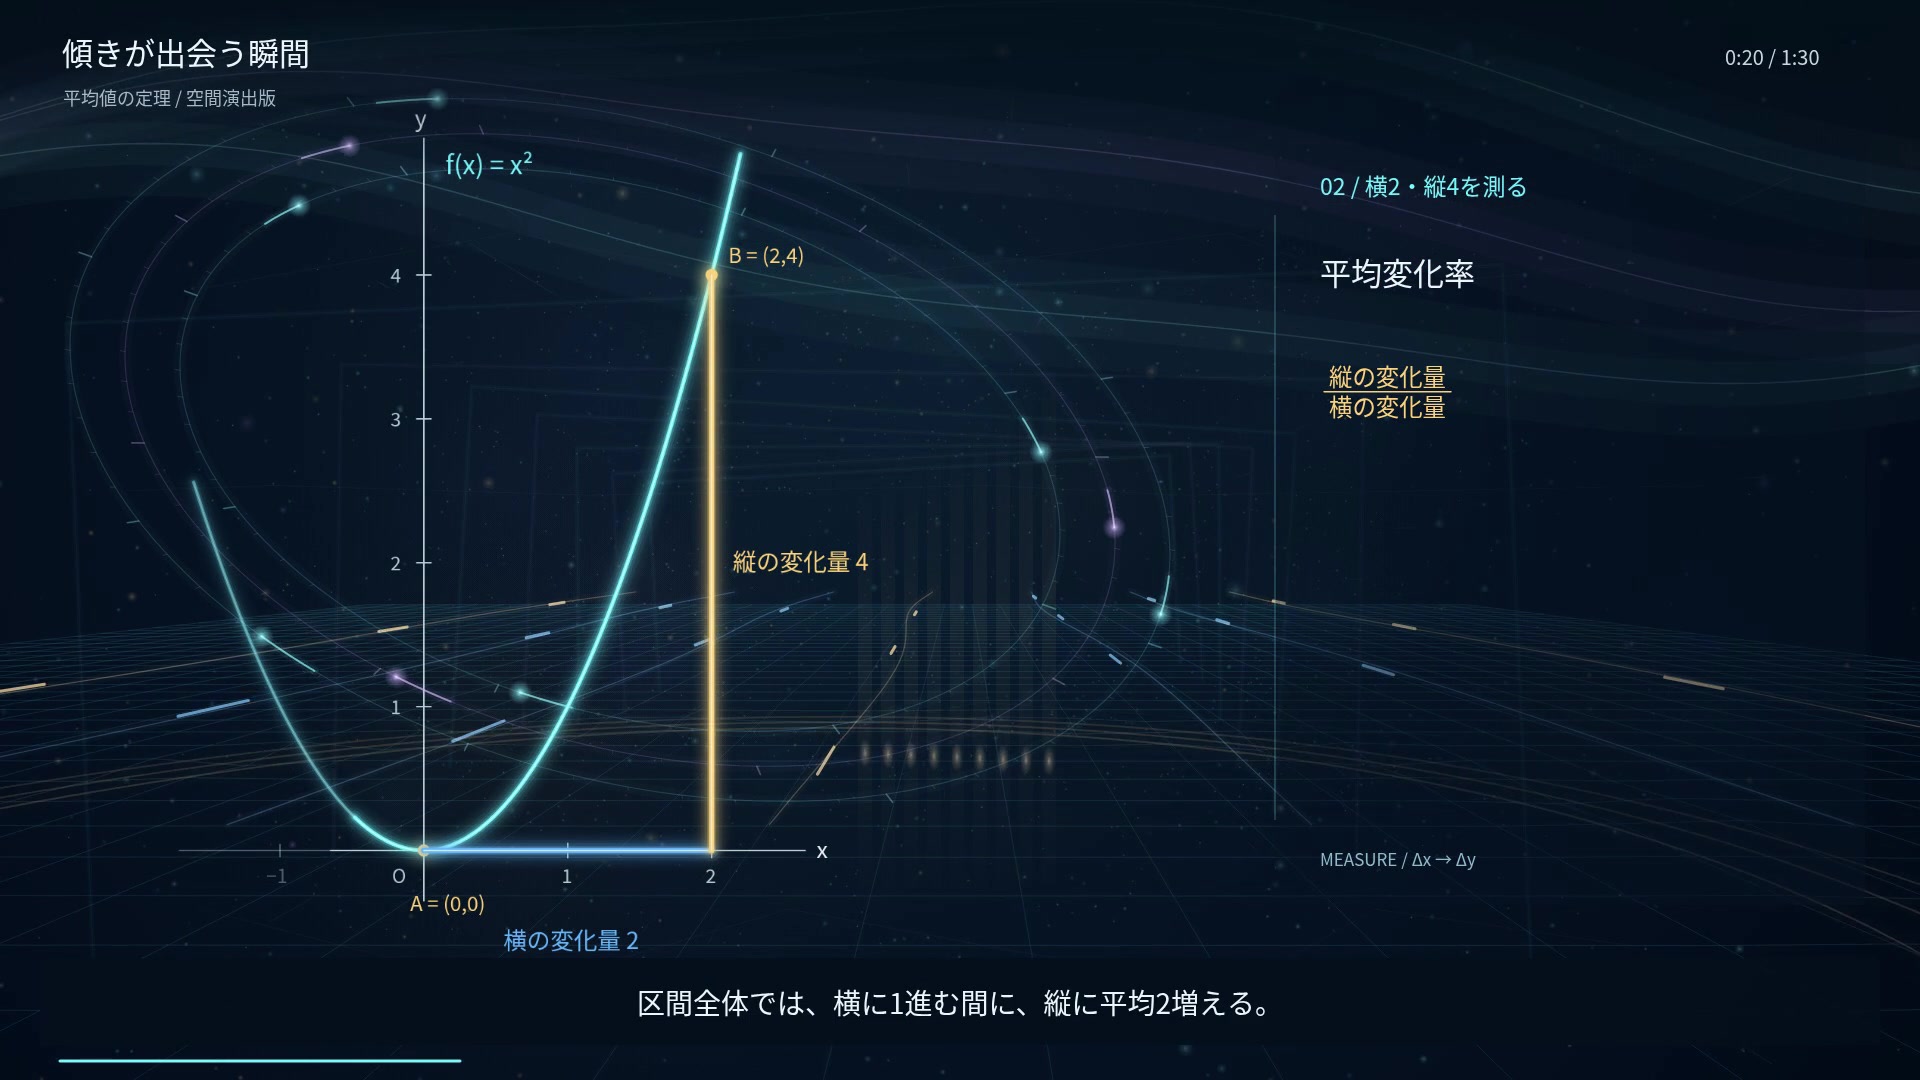 傾きが出会う瞬間
平均値の定理 / 空間演出版
0:20 / 1:30
y
f(x) = x²
B = (2,4)
4
3
2
1
縦の変化量 4
−1
O
1
2
x
A = (0,0)
横の変化量 2
02 / 横2・縦4を測る
平均変化率
縦の変化量
横の変化量
MEASURE / Δx → Δy
区間全体では、横に1進む間に、縦に平均2増える。